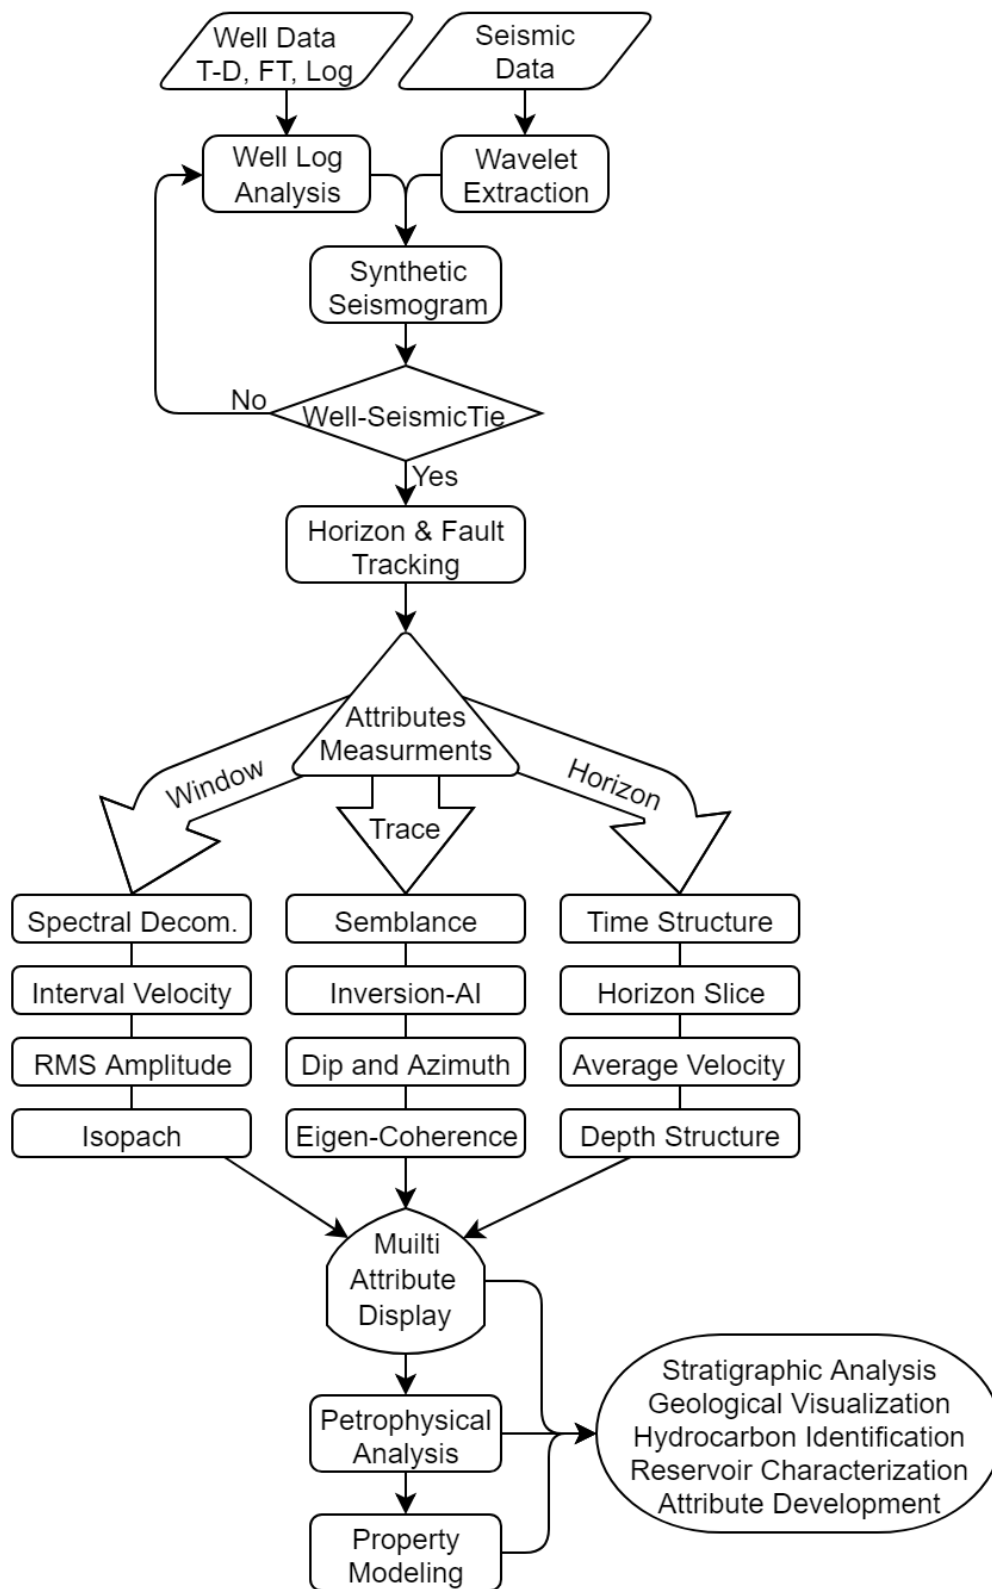 Well Data
T-D, FT, Log
Seismic
Data
Well Log
Analysis
Wavelet
Extraction
Synthetic
Seismogram
No
Well-SeismicTie
Yes
Horizon & Fault
Tracking
Attributes
Measurments
Window
Trace
Horizon
Spectral Decom.
Semblance
Time Structure
Interval Velocity
Inversion-AI
Horizon Slice
RMS Amplitude
Dip and Azimuth
Average Velocity
Isopach
Eigen-Coherence
Depth Structure
Muilti
Attribute
Display
Petrophysical
Analysis
Property
Modeling
Stratigraphic Analysis
Geological Visualization
Hydrocarbon Identification
Reservoir Characterization
Attribute Development